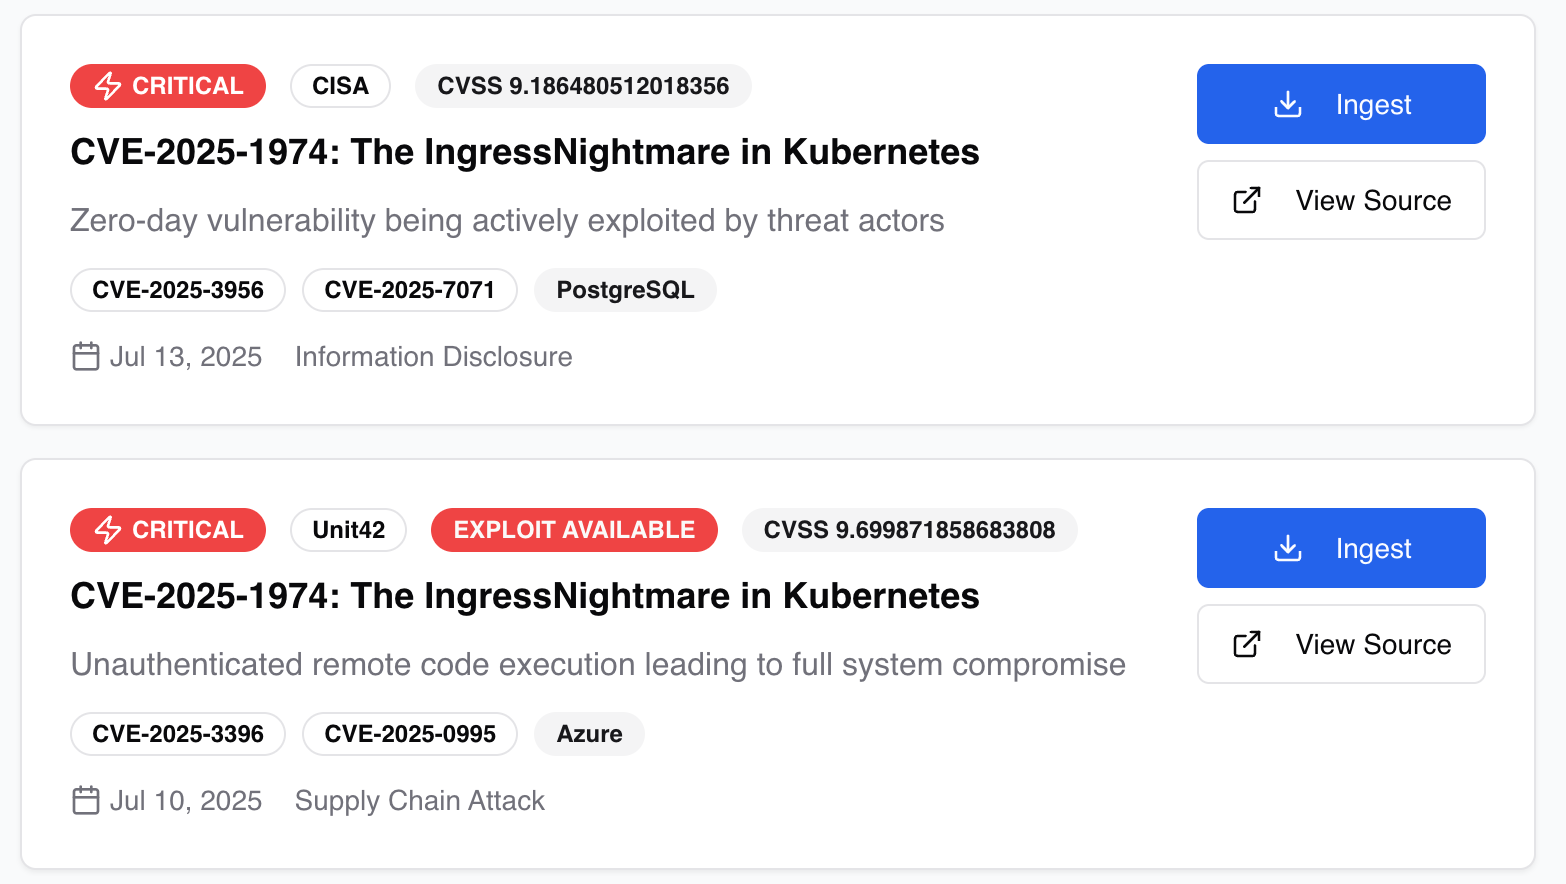 CRITICAL CISA CVSS 9.186480512018356
Ingest
CVE-2025-1974: The IngressNightmare in Kubernetes
View Source
Zero-day vulnerability being actively exploited by threat actors
CVE-2025-3956 CVE-2025-7071 PostgreSQL
Jul 13, 2025 Information Disclosure
CRITICAL Unit42 EXPLOIT AVAILABLE CVSS 9.699871858683808
Ingest
CVE-2025-1974: The IngressNightmare in Kubernetes
View Source
Unauthenticated remote code execution leading to full system compromise
CVE-2025-3396 CVE-2025-0995 Azure
Jul 10, 2025 Supply Chain Attack